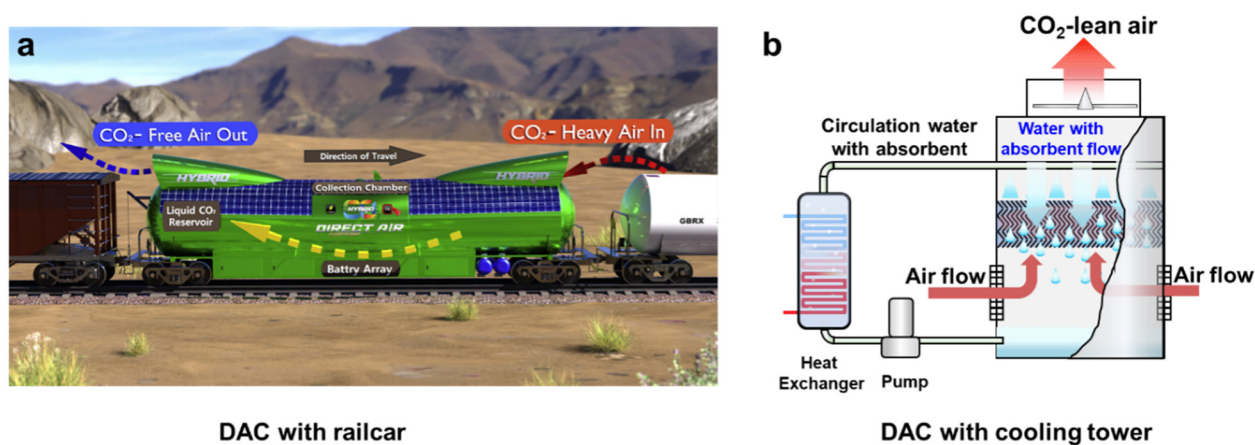 a
CO₂- Free Air Out
CO₂- Heavy Air In
Direction of Travel
HYBRID
HYBRID
Collection Chamber
HYBRID
Liquid CO₂
Reservoir
DIRECT AIR
GBRX
Battry Array
DAC with railcar
b
CO₂-lean air
Circulation water
with absorbent
Water with
absorbent flow
Air flow
Air flow
Heat
Exchanger
Pump
DAC with cooling tower